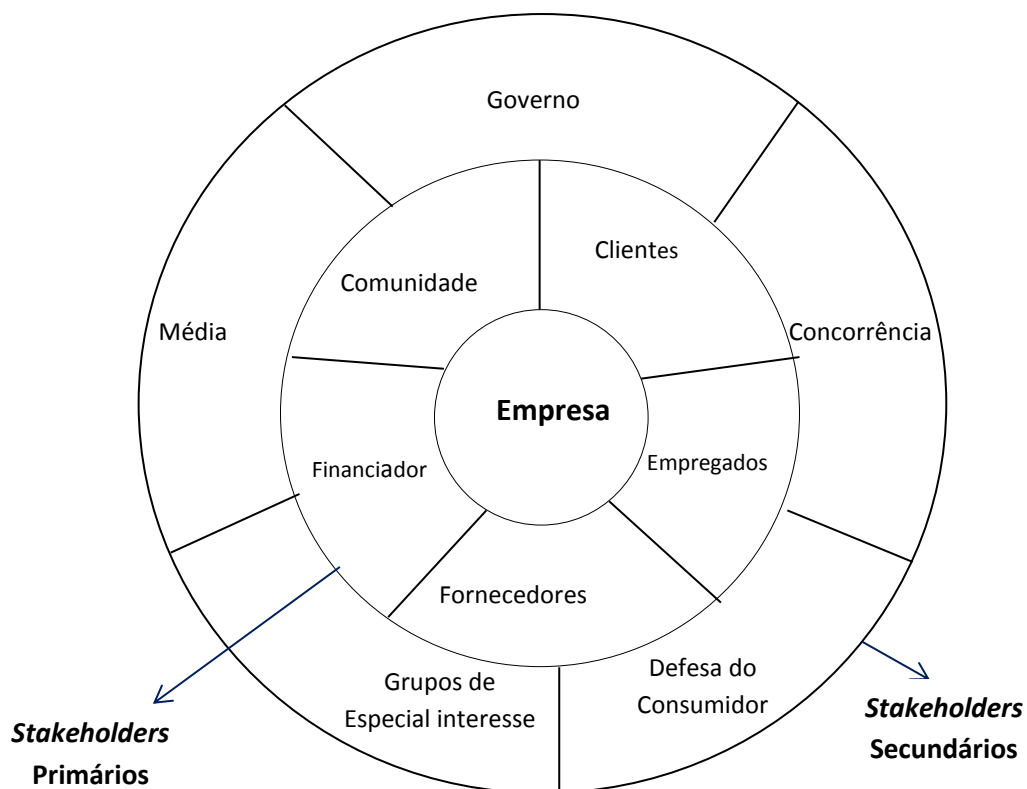 Governo
Clientes
Comunidade
Média
Concorrência
Empresa
Empregados
Financiador
Fornecedores
Defesa do
Consumidor
Grupos de
Especial interesse
Stakeholders
Secundários
Stakeholders
Primários